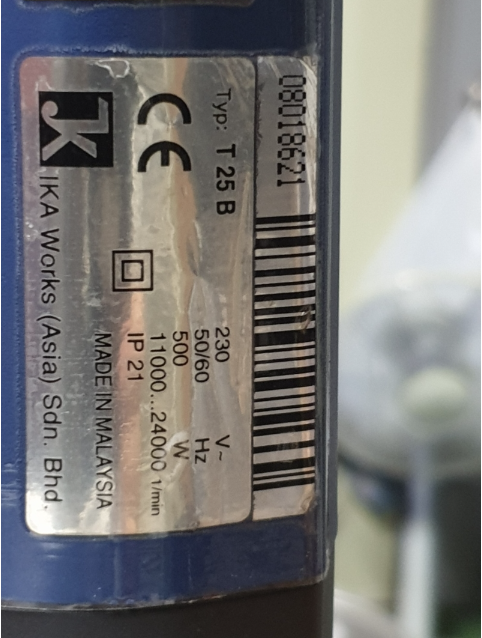 08018621
Typ: T 25 B
CE
230 V~
50/60 Hz
500 W
11000...24000 1/min
IP 21
MADE IN MALAYSIA
IKA Works (Asia) Sdn. Bhd.